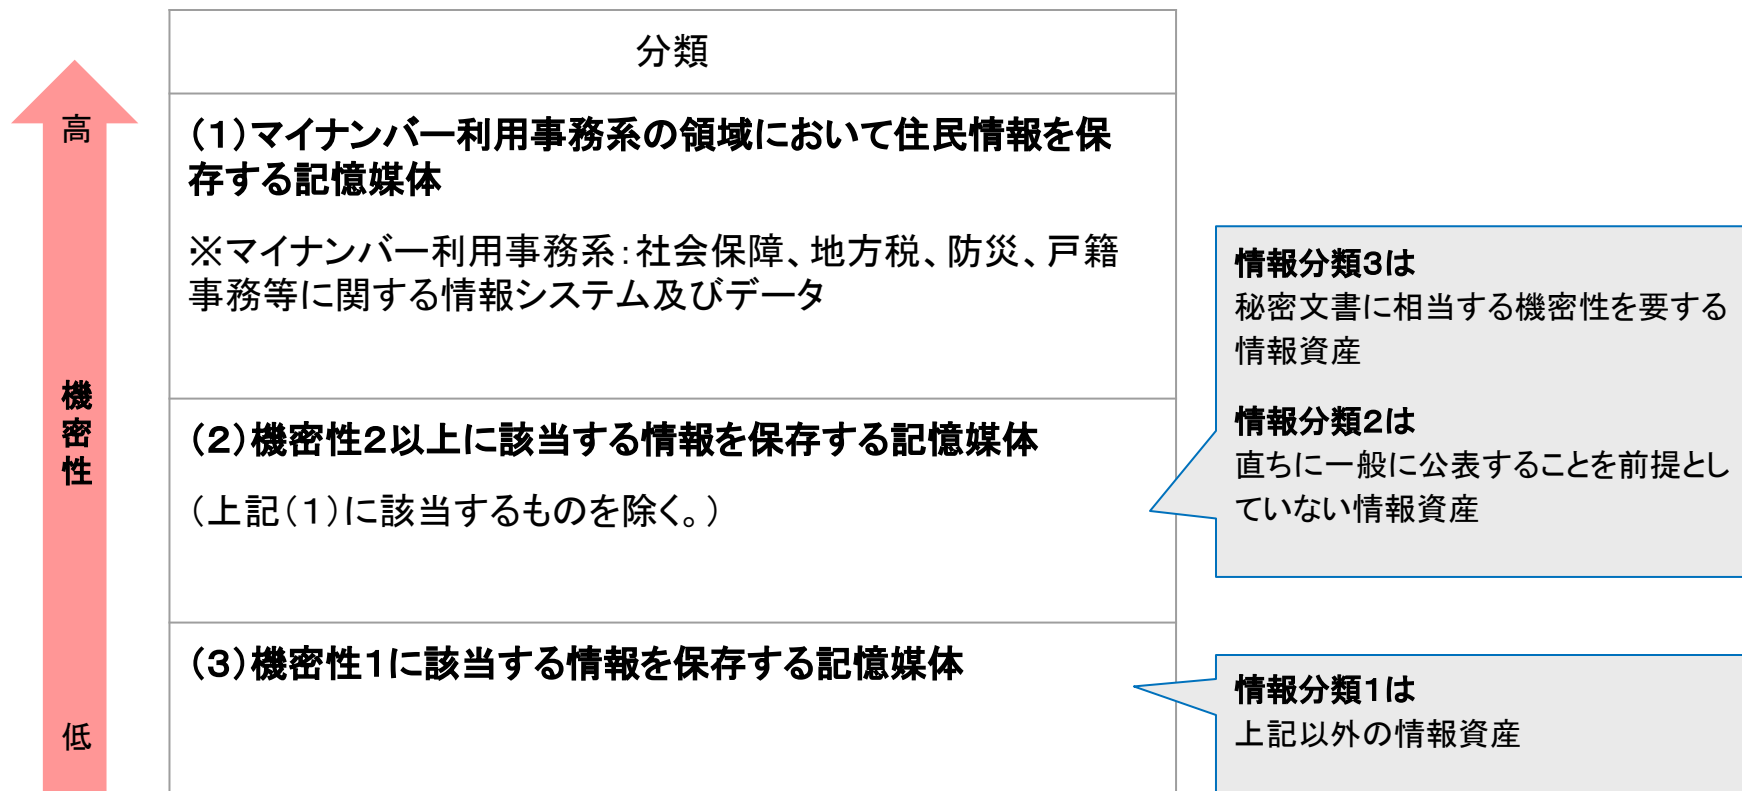 分類
高
機密性
低
（１）マイナンバー利用事務系の領域において住民情報を保
存する記憶媒体
※マイナンバー利用事務系：社会保障、地方税、防災、戸籍
事務等に関する情報システム及びデータ
（２）機密性２以上に該当する情報を保存する記憶媒体
（上記（１）に該当するものを除く。）
（３）機密性１に該当する情報を保存する記憶媒体
情報分類３は
秘密文書に相当する機密性を要する
情報資産
情報分類２は
直ちに一般に公表することを前提とし
ていない情報資産
情報分類１は
上記以外の情報資産